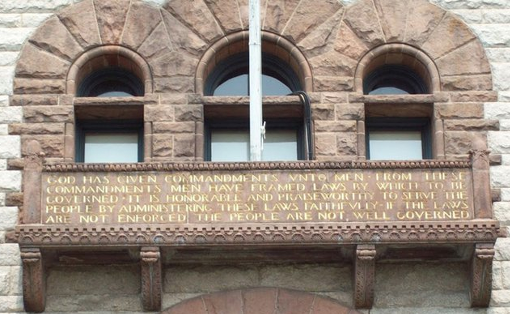 GOD HAS GIVEN COMMANDMENTS VNTO MEN · FROM THESE
COMMANDMENTS MEN HAVE FRAMED LAWS BY WHICH TO BE
GOVERNED · IT IS HONORABLE AND PRAISEWORTHY TO SERVE THE
PEOPLE BY ADMINISTERING THESE LAWS FAITHFVLLY · IF THE LAWS
ARE NOT ENFORCED, THE PEOPLE ARE NOT WELL GOVERNED